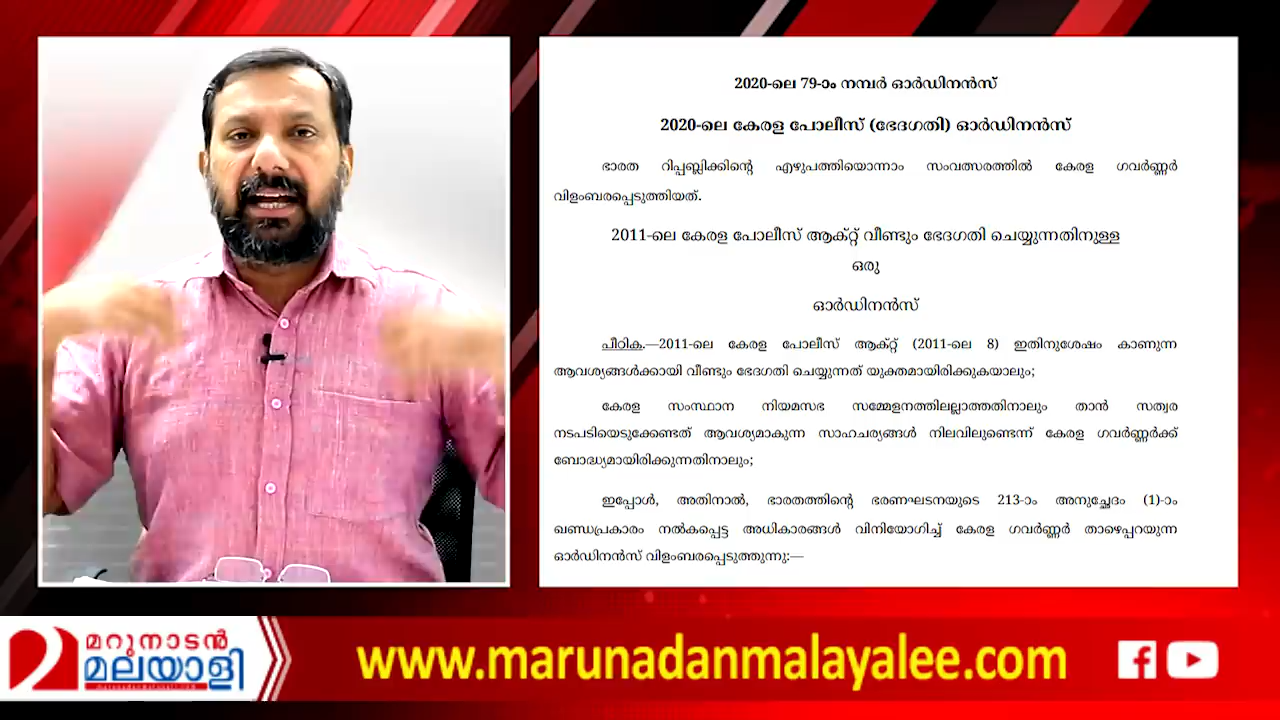 2020-ലെ 79-ാം നമ്പർ ഓർഡിനൻസ്
2020-ലെ കേരള പോലീസ് (ഭേദഗതി) ഓർഡിനൻസ്
ഭാരത റിപ്പബ്ലിക്കിന്റെ എഴുപത്തിയൊന്നാം സംവത്സരത്തിൽ കേരള ഗവർണ്ണർ
വിളംബരപ്പെടുത്തിയത്.
2011-ലെ കേരള പോലീസ് ആക്റ്റ് വീണ്ടും ഭേദഗതി ചെയ്യുന്നതിനുള്ള
ഒരു
ഓർഡിനൻസ്
പീഠിക.—2011-ലെ കേരള പോലീസ് ആക്റ്റ് (2011-ലെ 8) ഇതിനുശേഷം കാണുന്ന
ആവശ്യങ്ങൾക്കായി വീണ്ടും ഭേദഗതി ചെയ്യുന്നത് യുക്തമായിരിക്കുകയാലും;
കേരള സംസ്ഥാന നിയമസഭ സമ്മേളനത്തിലല്ലാത്തതിനാലും താൻ സത്വര
നടപടിയെടുക്കേണ്ടത് ആവശ്യമാകുന്ന സാഹചര്യങ്ങൾ നിലവിലുണ്ടെന്ന് കേരള ഗവർണ്ണർക്ക്
ബോദ്ധ്യമായിരിക്കുന്നതിനാലും;
ഇപ്പോൾ, അതിനാൽ, ഭാരതത്തിന്റെ ഭരണഘടനയുടെ 213-ാം അനുച്ഛേദം (1)-ാം
ഖണ്ഡപ്രകാരം നൽകപ്പെട്ട അധികാരങ്ങൾ വിനിയോഗിച്ച് കേരള ഗവർണ്ണർ താഴെപ്പറയുന്ന
ഓർഡിനൻസ് വിളംബരപ്പെടുത്തുന്നു:—
മറുനാടൻ
മലയാളി
www.marunadanmalayalee.com